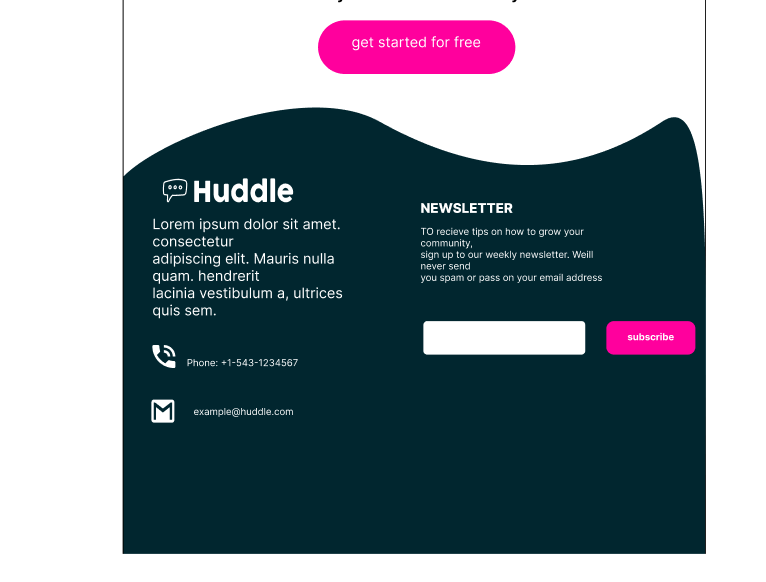 get started for free
Huddle
Lorem ipsum dolor sit amet.
consectetur
adipiscing elit. Mauris nulla
quam. hendrerit
lacinia vestibulum a, ultrices
quis sem.
Phone: +1-543-1234567
example@huddle.com
NEWSLETTER
TO recieve tips on how to grow your
community,
sign up to our weekly newsletter. Weill
never send
you spam or pass on your email address
subscribe